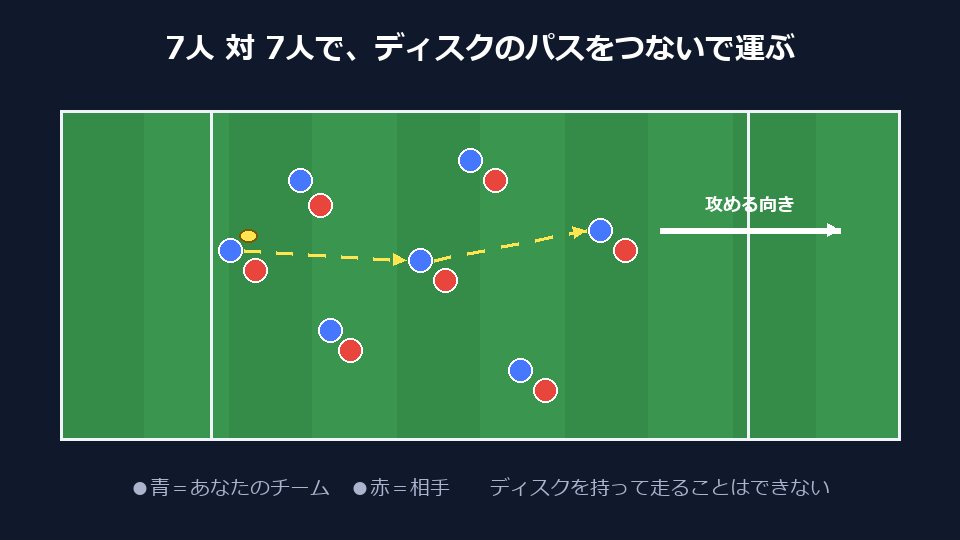 7人 対 7人で、ディスクのパスをつないで運ぶ
攻める向き
●青＝あなたのチーム　●赤＝相手　　ディスクを持って走ることはできない